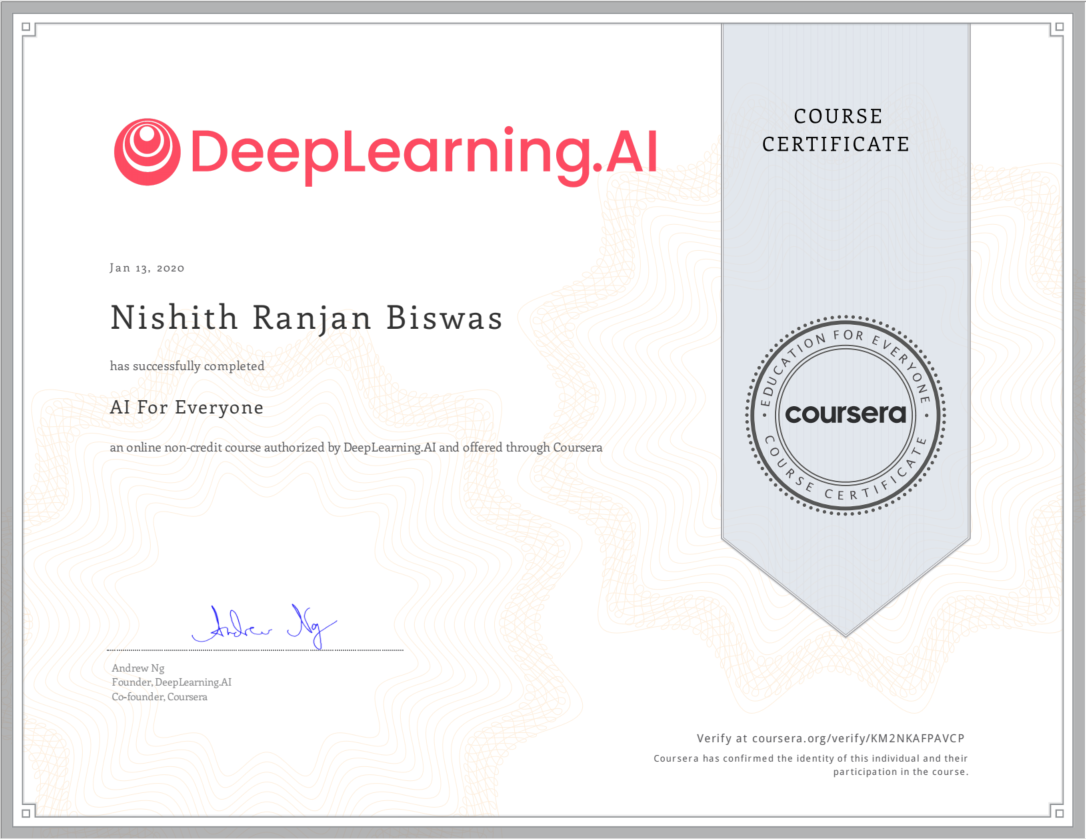 DeepLearning.AI
COURSE
CERTIFICATE
Jan 13, 2020
Nishith Ranjan Biswas
has successfully completed
AI For Everyone
an online non-credit course authorized by DeepLearning.AI and offered through Coursera
EDUCATION FOR EVERYONE
coursera
COURSE CERTIFICATE
Andrew Ng
Andrew Ng
Founder, DeepLearning.AI
Co-founder, Coursera
Verify at coursera.org/verify/KM2NKAFPAVCP
Coursera has confirmed the identity of this individual and their
participation in the course.